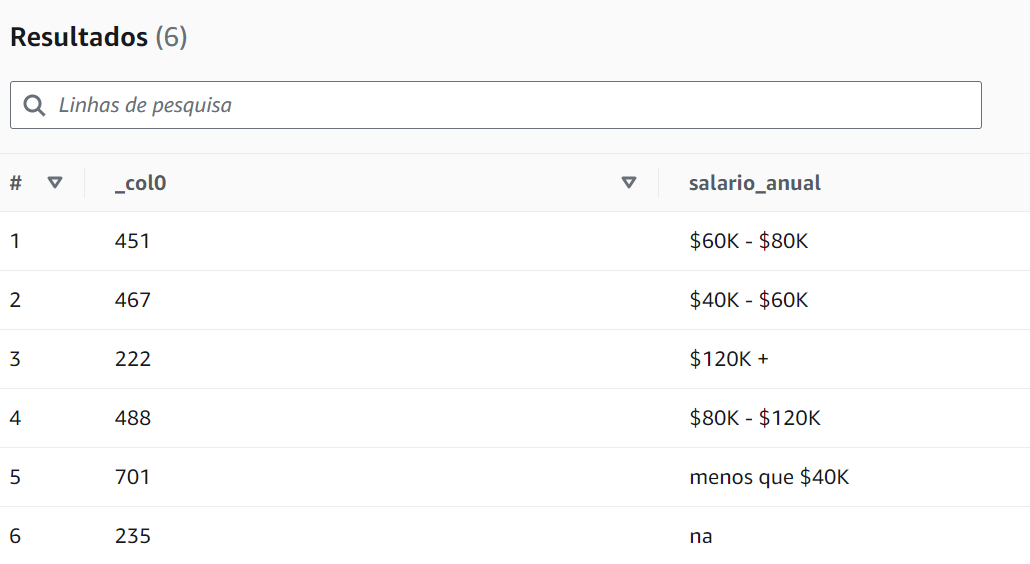 Resultados (6)
Linhas de pesquisa
# _col0 salario_anual
1 451 $60K - $80K
2 467 $40K - $60K
3 222 $120K +
4 488 $80K - $120K
5 701 menos que $40K
6 235 na